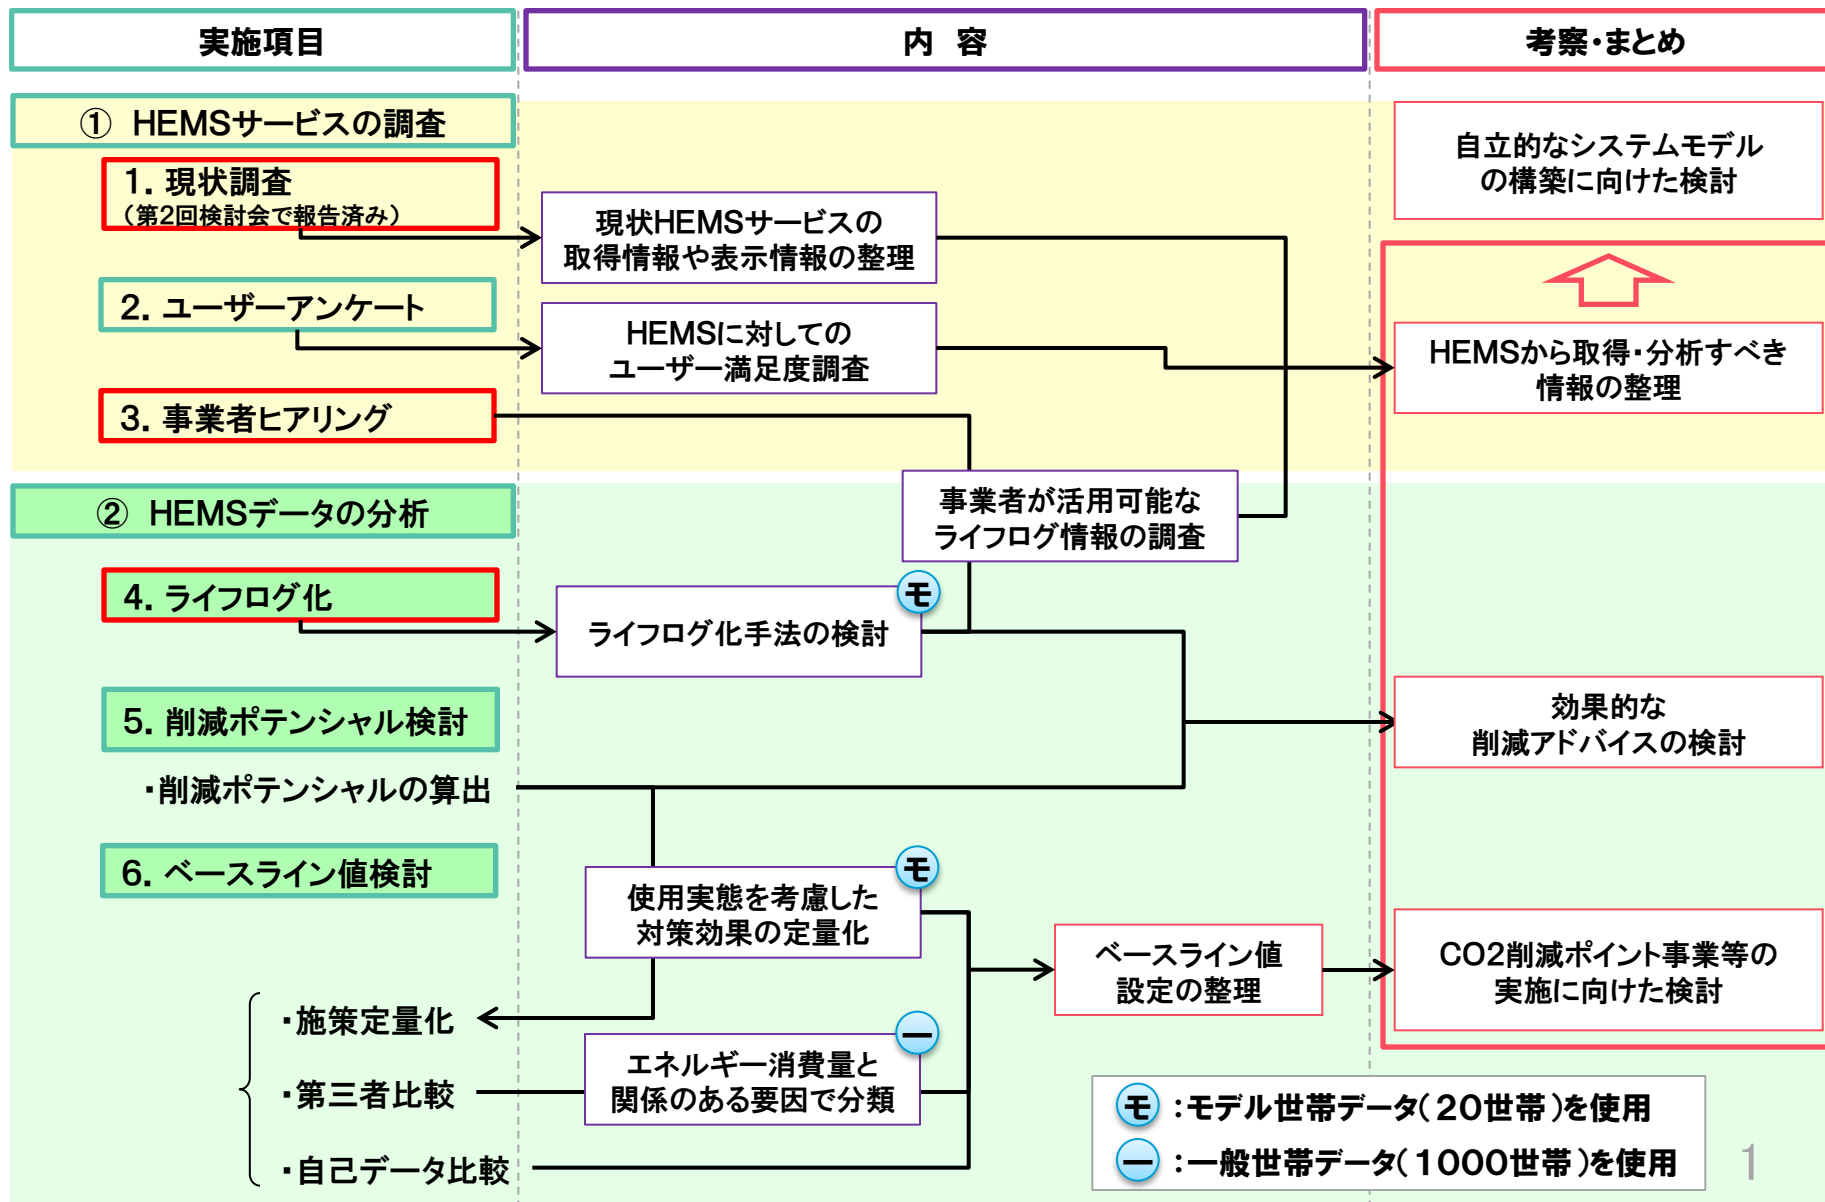 実施項目
内 容
考察・まとめ
① HEMSサービスの調査
1. 現状調査
（第2回検討会で報告済み）
現状HEMSサービスの
取得情報や表示情報の整理
自立的なシステムモデル
の構築に向けた検討
2. ユーザーアンケート
HEMSに対しての
ユーザー満足度調査
HEMSから取得・分析すべき
情報の整理
3. 事業者ヒアリング
事業者が活用可能な
ライフログ情報の調査
② HEMSデータの分析
4. ライフログ化
モ
ライフログ化手法の検討
5. 削減ポテンシャル検討
・削減ポテンシャルの算出
効果的な
削減アドバイスの検討
6. ベースライン値検討
モ
使用実態を考慮した
対策効果の定量化
ベースライン値
設定の整理
CO2削減ポイント事業等の
実施に向けた検討
・施策定量化
一
エネルギー消費量と
関係のある要因で分類
・第三者比較
・自己データ比較
モ：モデル世帯データ（20世帯）を使用
一：一般世帯データ（1000世帯）を使用
1